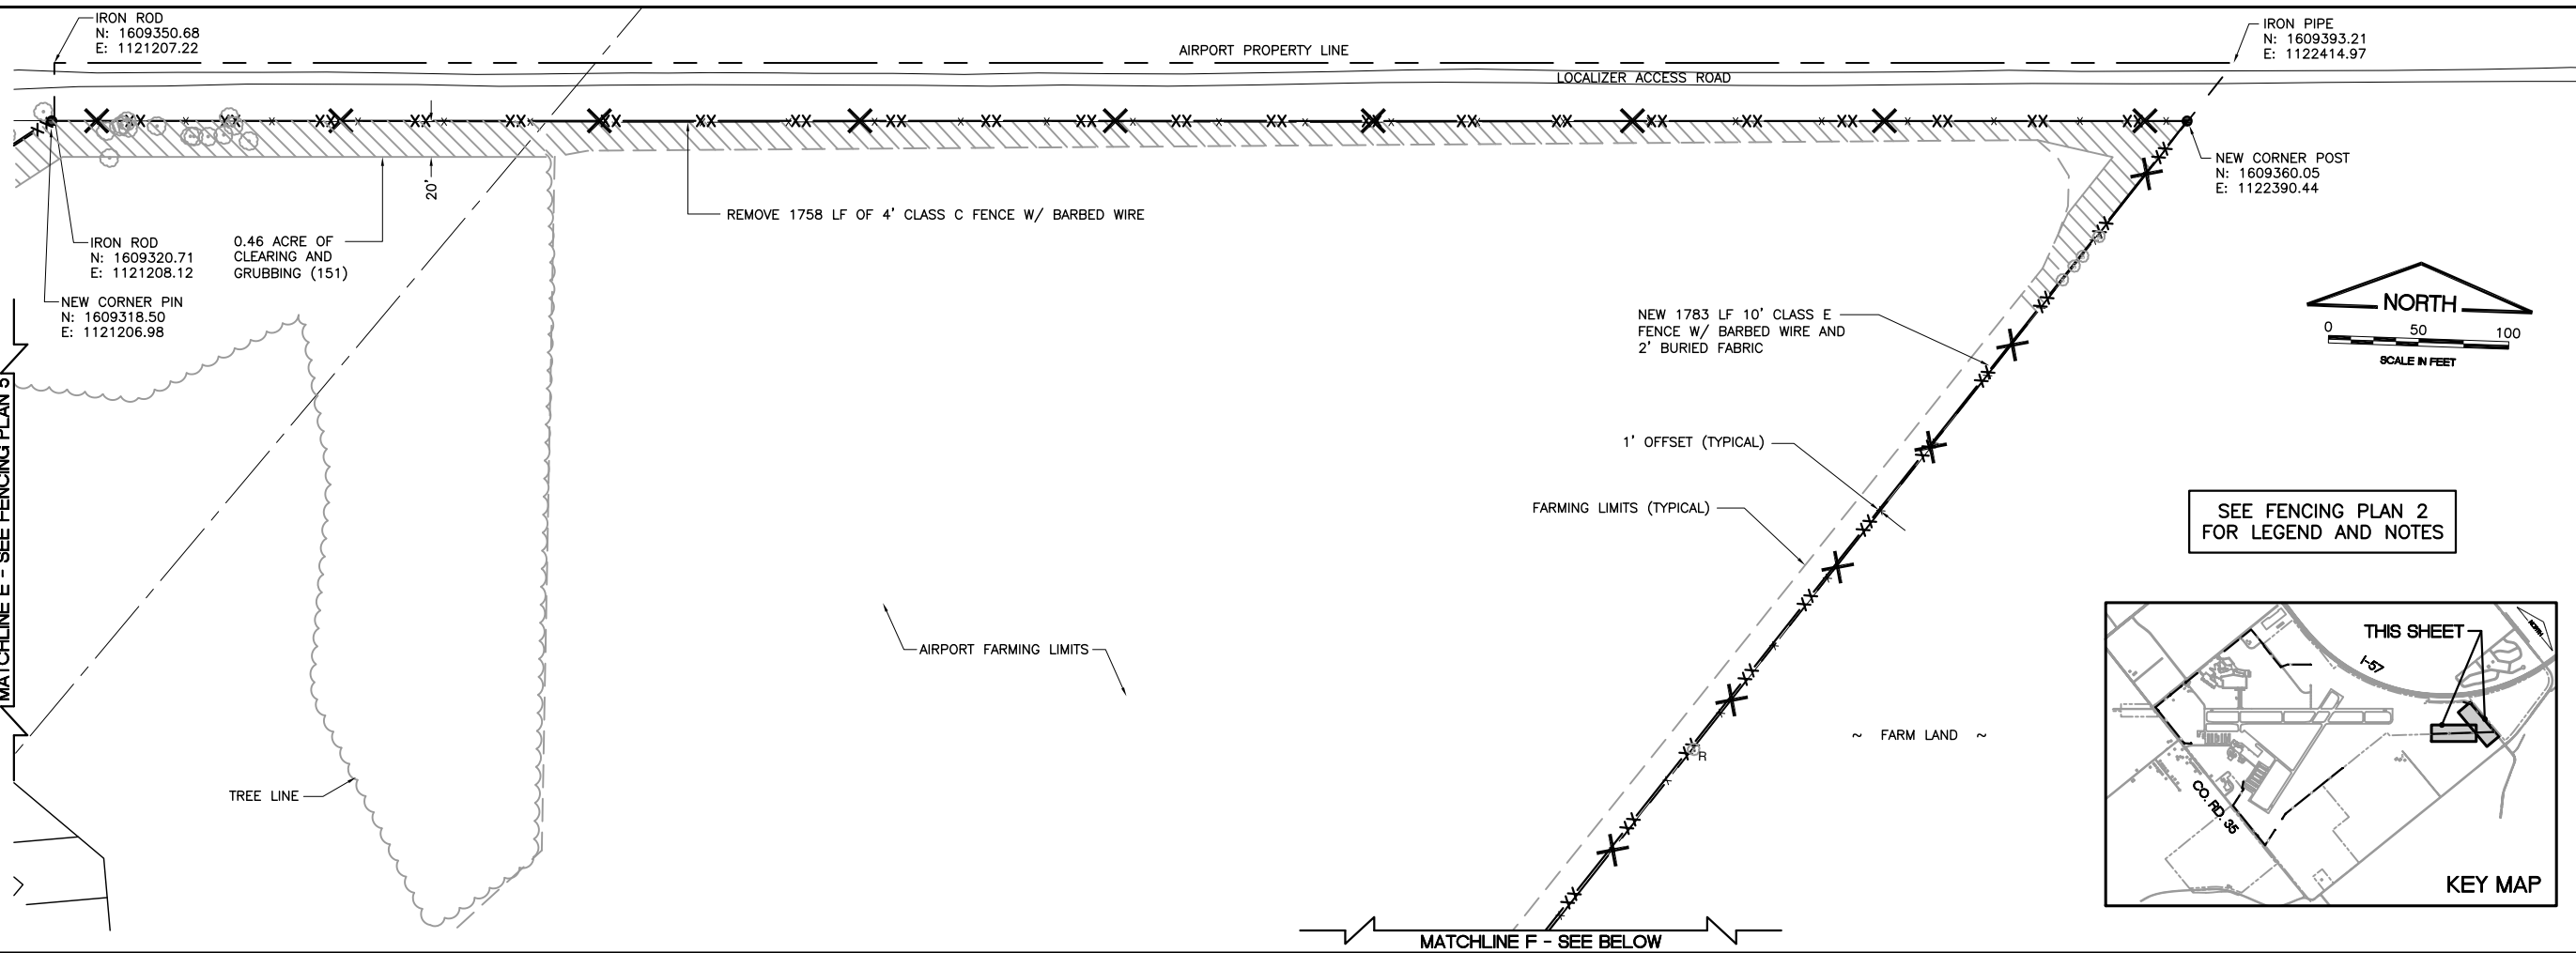 IRON ROD
N: 1609350.68
E: 1121207.22
AIRPORT PROPERTY LINE
LOCALIZER ACCESS ROAD
IRON PIPE
N: 1609393.21
E: 1122414.97
NEW CORNER POST
N: 1609360.05
E: 1122390.44
20'
REMOVE 1758 LF OF 4' CLASS C FENCE W/ BARBED WIRE
IRON ROD
N: 1609320.71
E: 1121208.12
0.46 ACRE OF
CLEARING AND
GRUBBING (151)
NEW CORNER PIN
N: 1609318.50
E: 1121206.98
NORTH
0 50 100
SCALE IN FEET
NEW 1783 LF 10' CLASS E
FENCE W/ BARBED WIRE AND
2' BURIED FABRIC
MATCHLINE E - SEE FENCING PLAN 5
1' OFFSET (TYPICAL)
FARMING LIMITS (TYPICAL)
SEE FENCING PLAN 2
FOR LEGEND AND NOTES
AIRPORT FARMING LIMITS
~ FARM LAND ~
R
TREE LINE
THIS SHEET
NORTH
I-57
CO. RD. 35
KEY MAP
MATCHLINE F - SEE BELOW